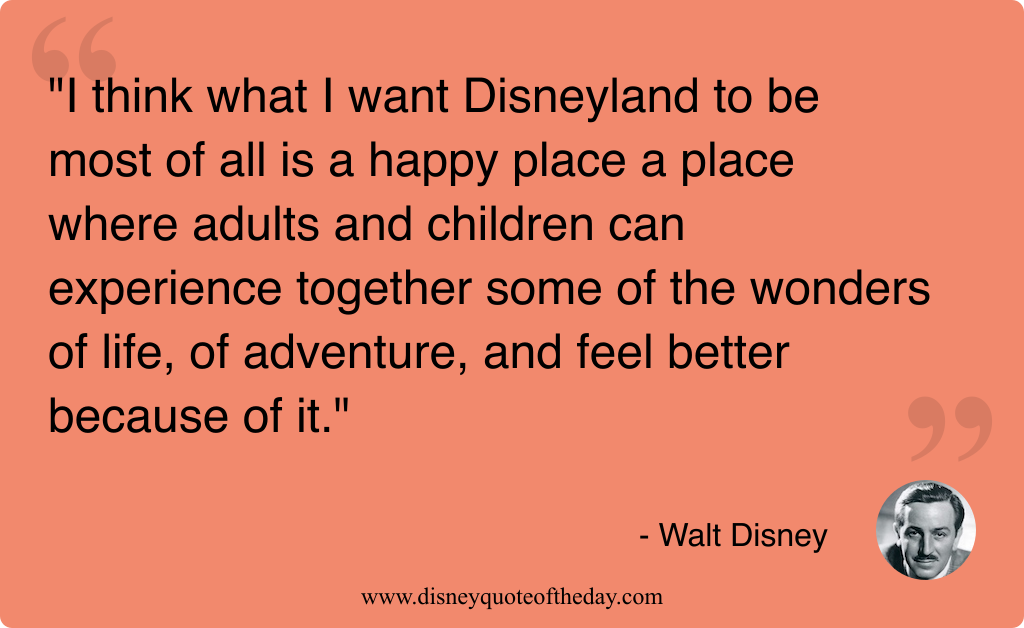 "I think what I want Disneyland to be
most of all is a happy place a place
where adults and children can
experience together some of the wonders
of life, of adventure, and feel better
because of it."
- Walt Disney
www.disneyquoteoftheday.com